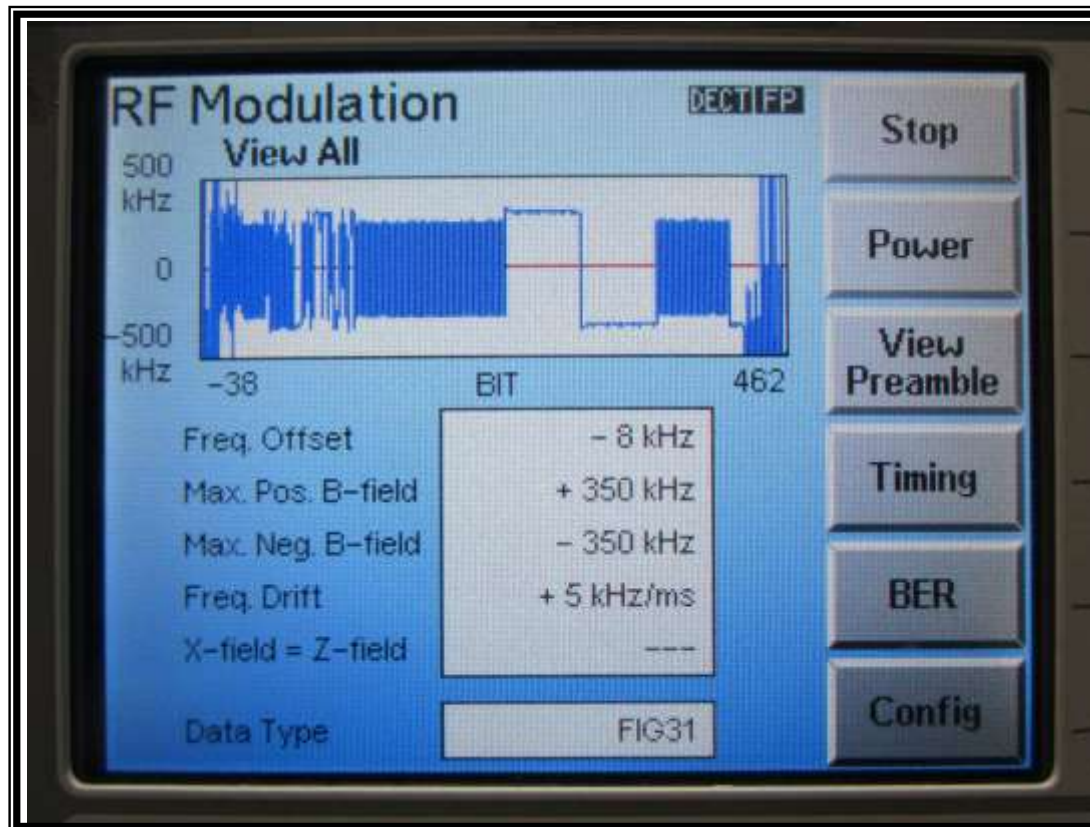 RF Modulation
DECT FP
View All
500
kHz
0
-500
kHz
-38
BIT
462
Freq. Offset
- 8 kHz
Max. Pos. B-field
+ 350 kHz
Max. Neg. B-field
- 350 kHz
Freq. Drift
+ 5 kHz/ms
X-field = Z-field
---
Data Type
FIG31
Stop
Power
View
Preamble
Timing
BER
Config